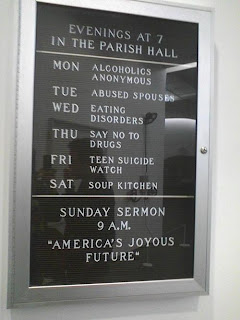 EVENINGS AT 7
IN THE PARISH HALL
MON ALCOHOLICS
ANONYMOUS
TUE ABUSED SPOUSES
WED EATING
DISORDERS
THU SAY NO TO
DRUGS
FRI TEEN SUICIDE
WATCH
SAT SOUP KITCHEN
SUNDAY SERMON
9 A.M.
"AMERICA'S JOYOUS
FUTURE"